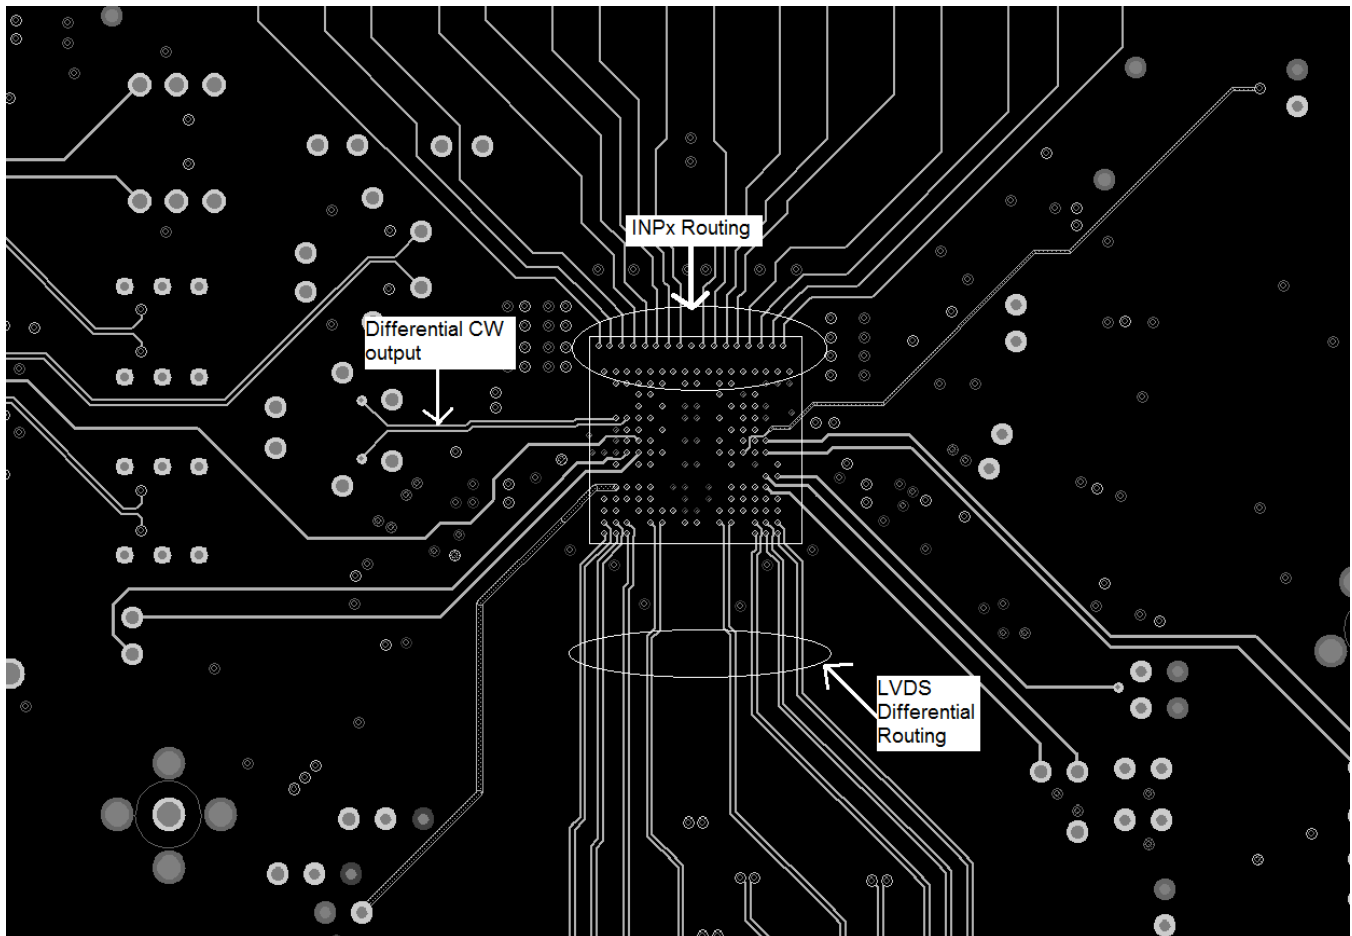 INPx Routing
Differential CW
output
LVDS
Differential
Routing